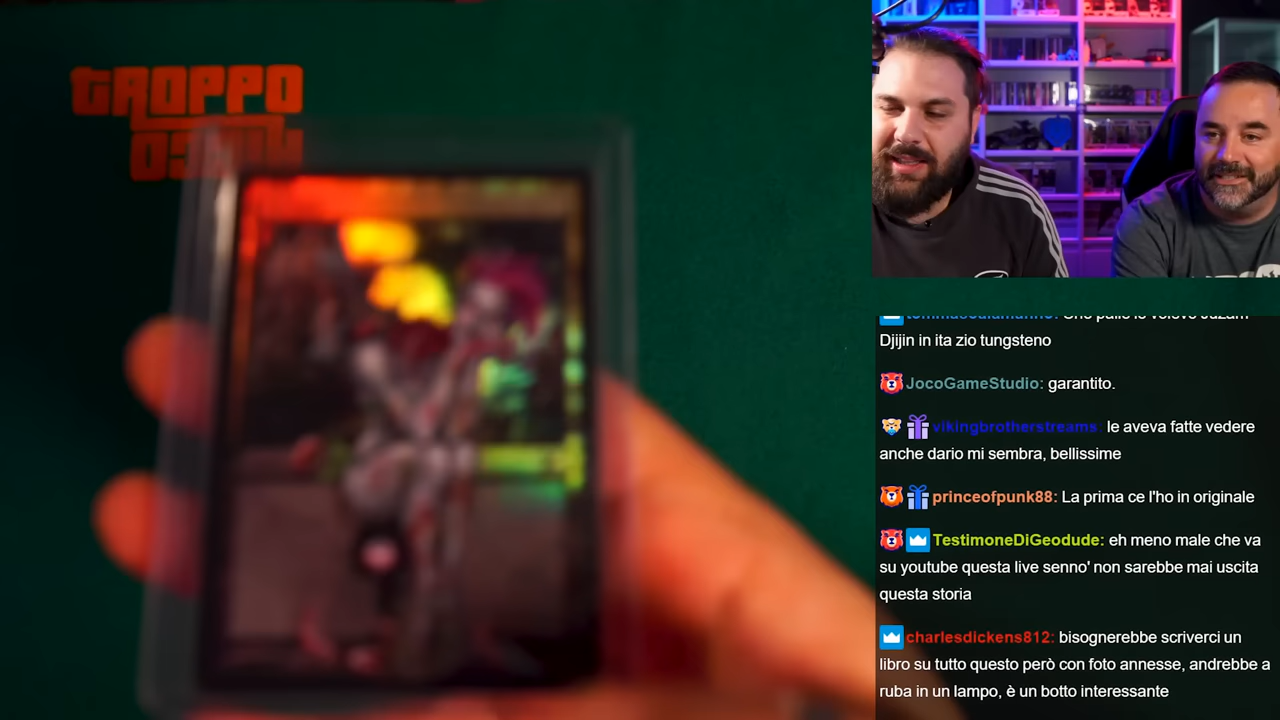 TROPPO
Djijin in ita zio tungsteno
JocoGameStudio: garantito.
vikingbrotherstreams: le aveva fatte vedere
anche dario mi sembra, bellissime
princeofpunk88: La prima ce l'ho in originale
TestimoneDiGeodude: eh meno male che va
su youtube questa live senno' non sarebbe mai uscita
questa storia
charlesdickens812: bisognerebbe scriverci un
libro su tutto questo però con foto annesse, andrebbe a
ruba in un lampo, è un botto interessante